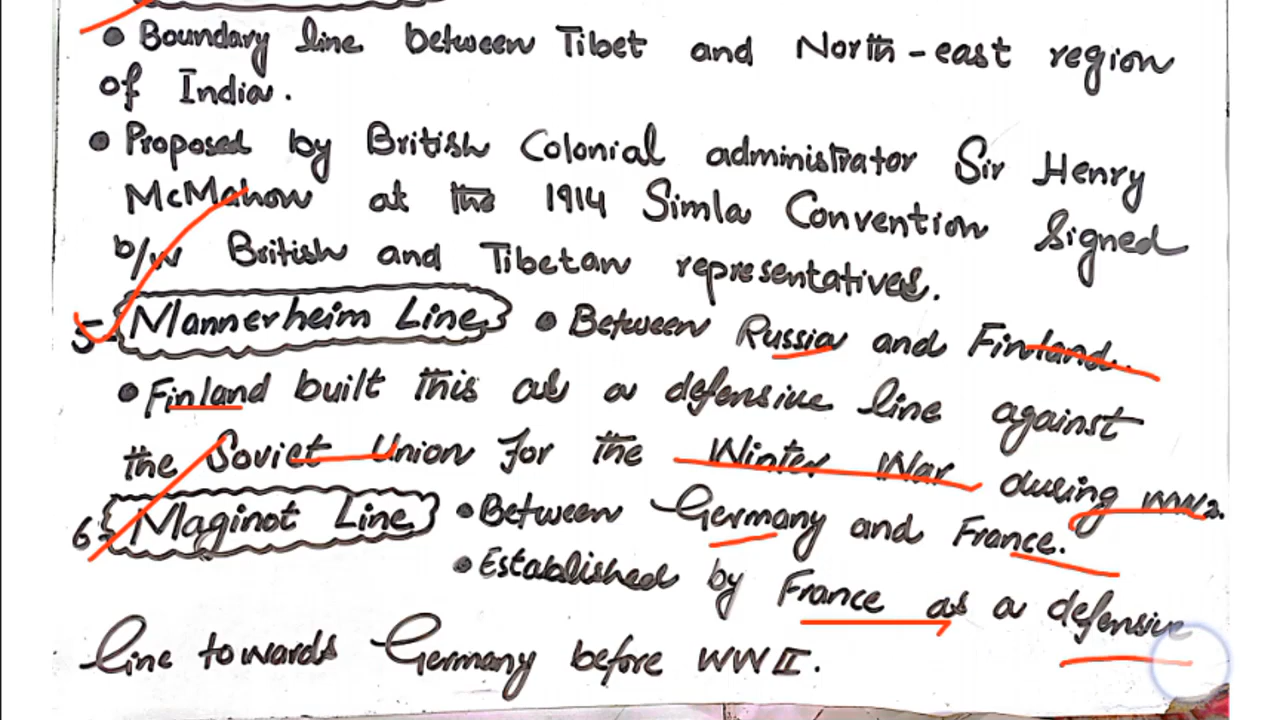 • Boundary line between Tibet and North-east region
of India.
• Proposed by British Colonial administrator Sir Henry
McMahon at the 1914 Simla Convention signed
b/w British and Tibetan representatives.
5- Mannerheim Line • Between Russia and Finland.
• Finland built this as a defensive line against
the Soviet Union for the Winter War during WW2.
6- Maginot Line • Between Germany and France.
• Established by France as a defensive
line towards Germany before WWII.